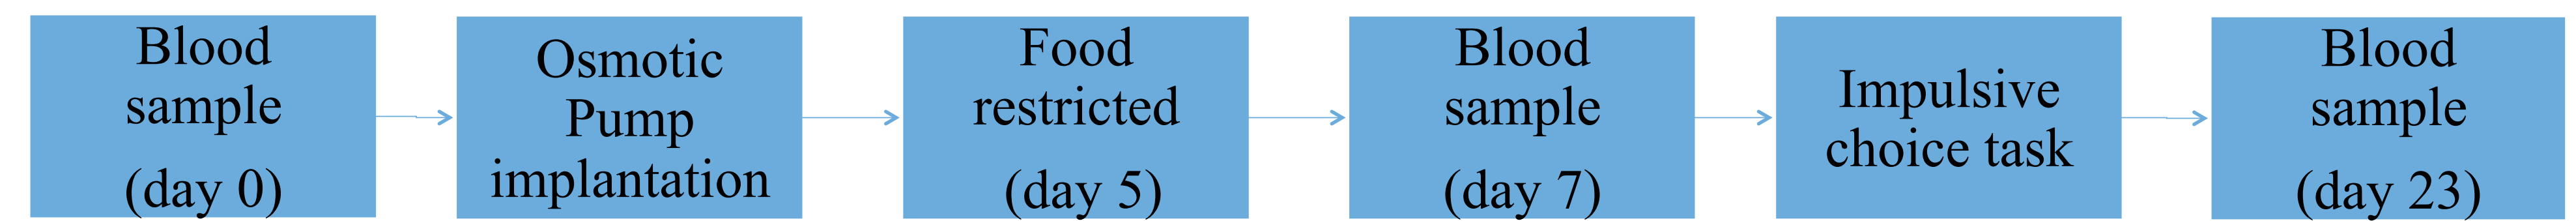 Blood
sample
(day 0)
Osmotic
Pump
implantation
Food
restricted
(day 5)
Blood
sample
(day 7)
Impulsive
choice task
Blood
sample
(day 23)